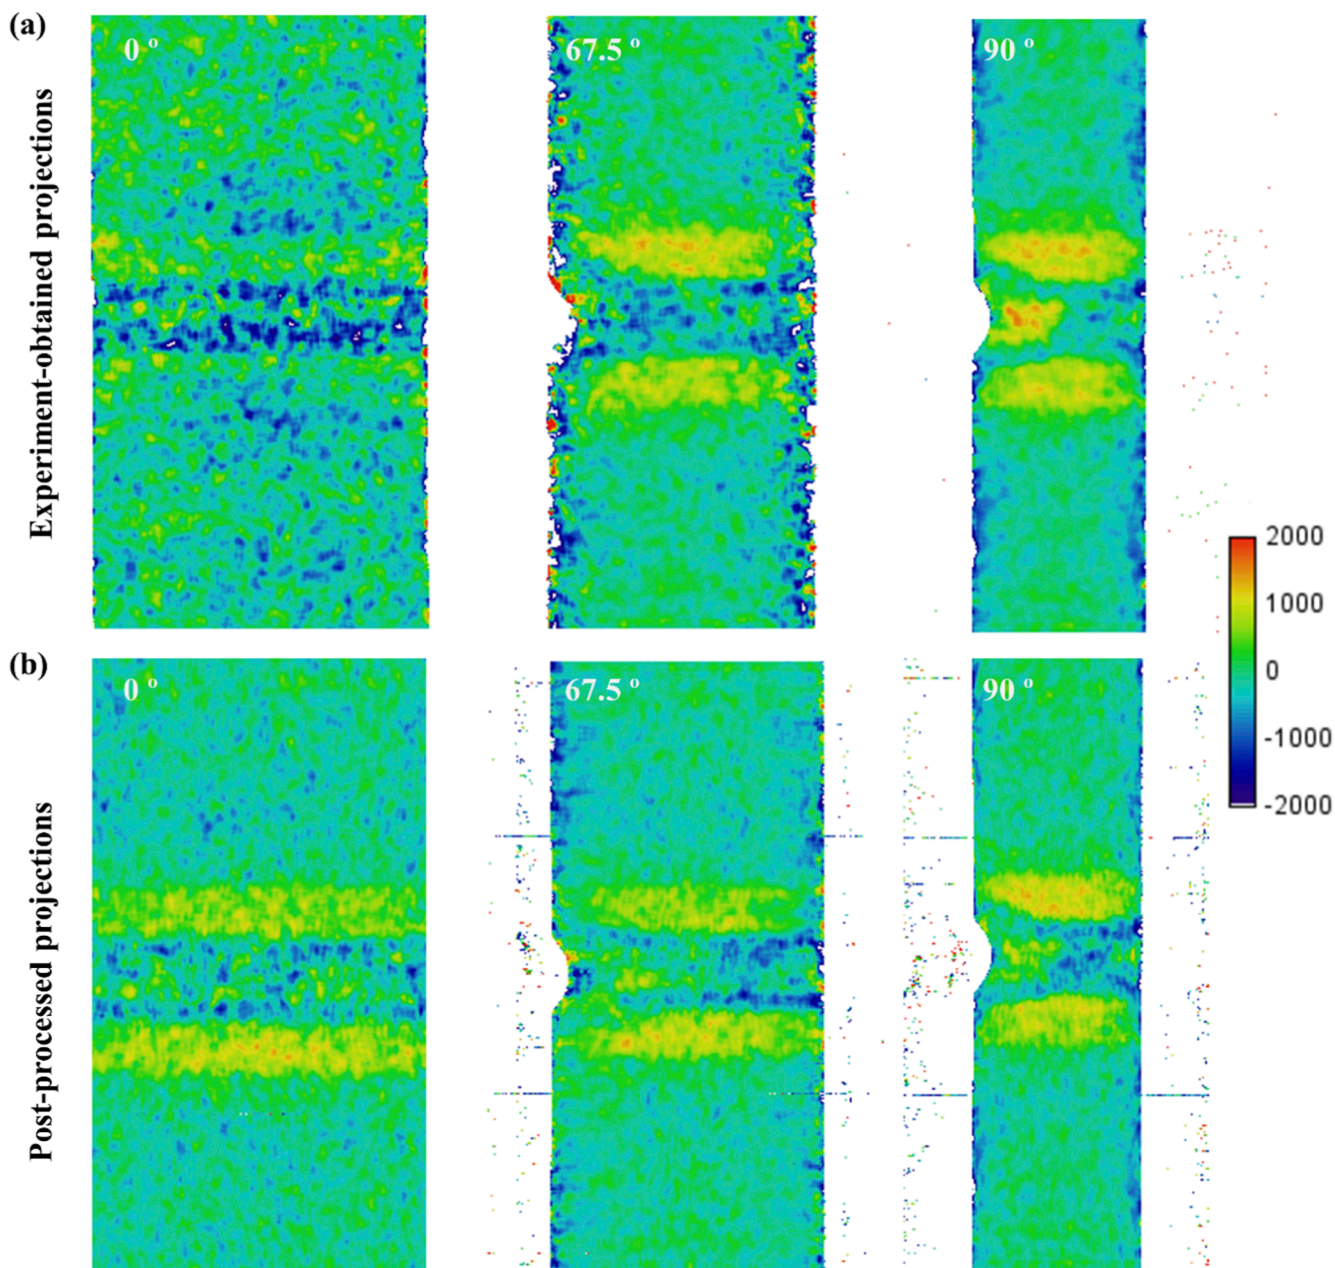 (a)
Experiment-obtained projections
0 °
67.5 °
90 °
2000
1000
0
-1000
-2000
(b)
Post-processed projections
0 °
67.5 °
90 °